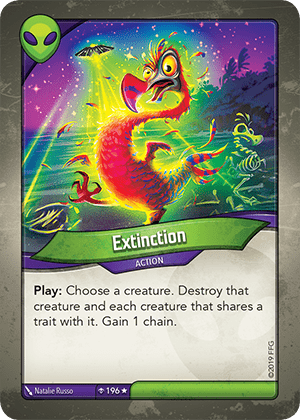 Extinction
ACTION
Play: Choose a creature. Destroy that
creature and each creature that shares a
trait with it. Gain 1 chain.
©2019 FFG
Natalie Russo
196